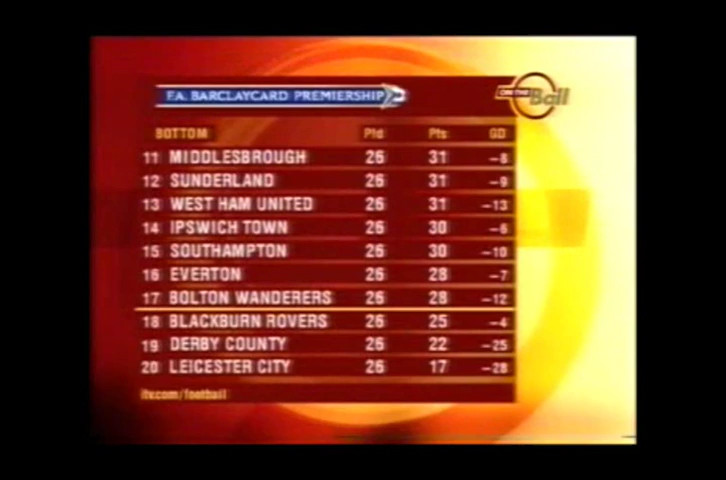 F.A. BARCLAYCARD PREMIERSHIP
ON THE Ball
BOTTOM Pld Pts GD
11 MIDDLESBROUGH 26 31 -8
12 SUNDERLAND 26 31 -9
13 WEST HAM UNITED 26 31 -13
14 IPSWICH TOWN 26 30 -6
15 SOUTHAMPTON 26 30 -10
16 EVERTON 26 28 -7
17 BOLTON WANDERERS 26 28 -12
18 BLACKBURN ROVERS 26 25 -4
19 DERBY COUNTY 26 22 -25
20 LEICESTER CITY 26 17 -28
itv.com/football